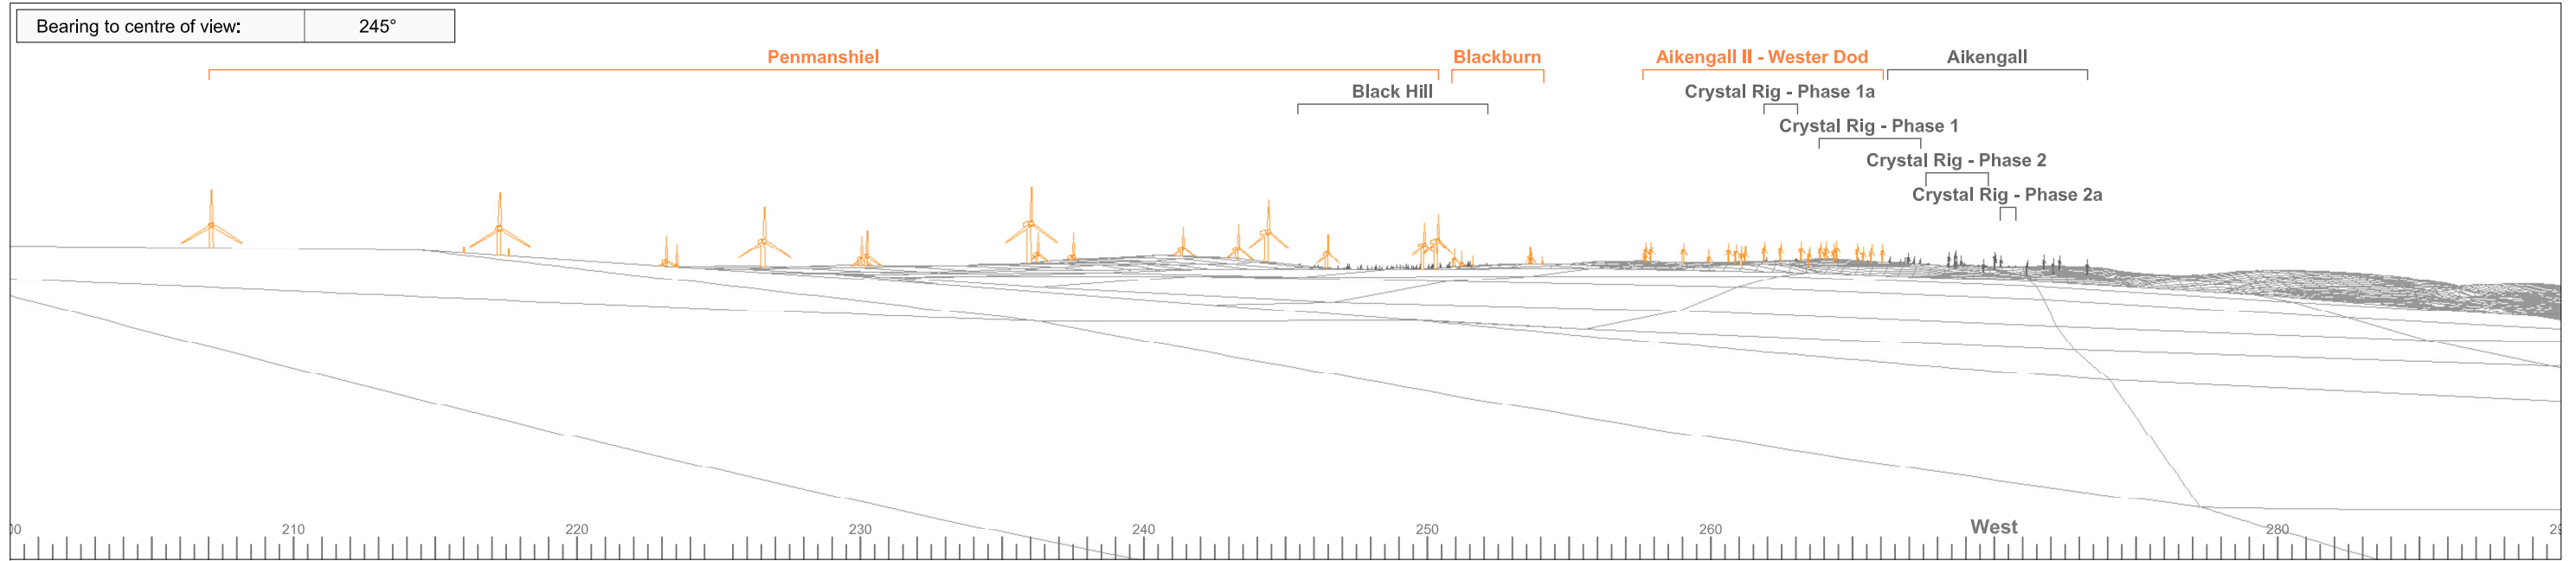 Bearing to centre of view: 245°
Penmanshiel Blackburn Aikengall II - Wester Dod Aikengall
Black Hill Crystal Rig - Phase 1a
Crystal Rig - Phase 1
Crystal Rig - Phase 2
Crystal Rig - Phase 2a
00 210 220 230 240 250 260 West 280 29